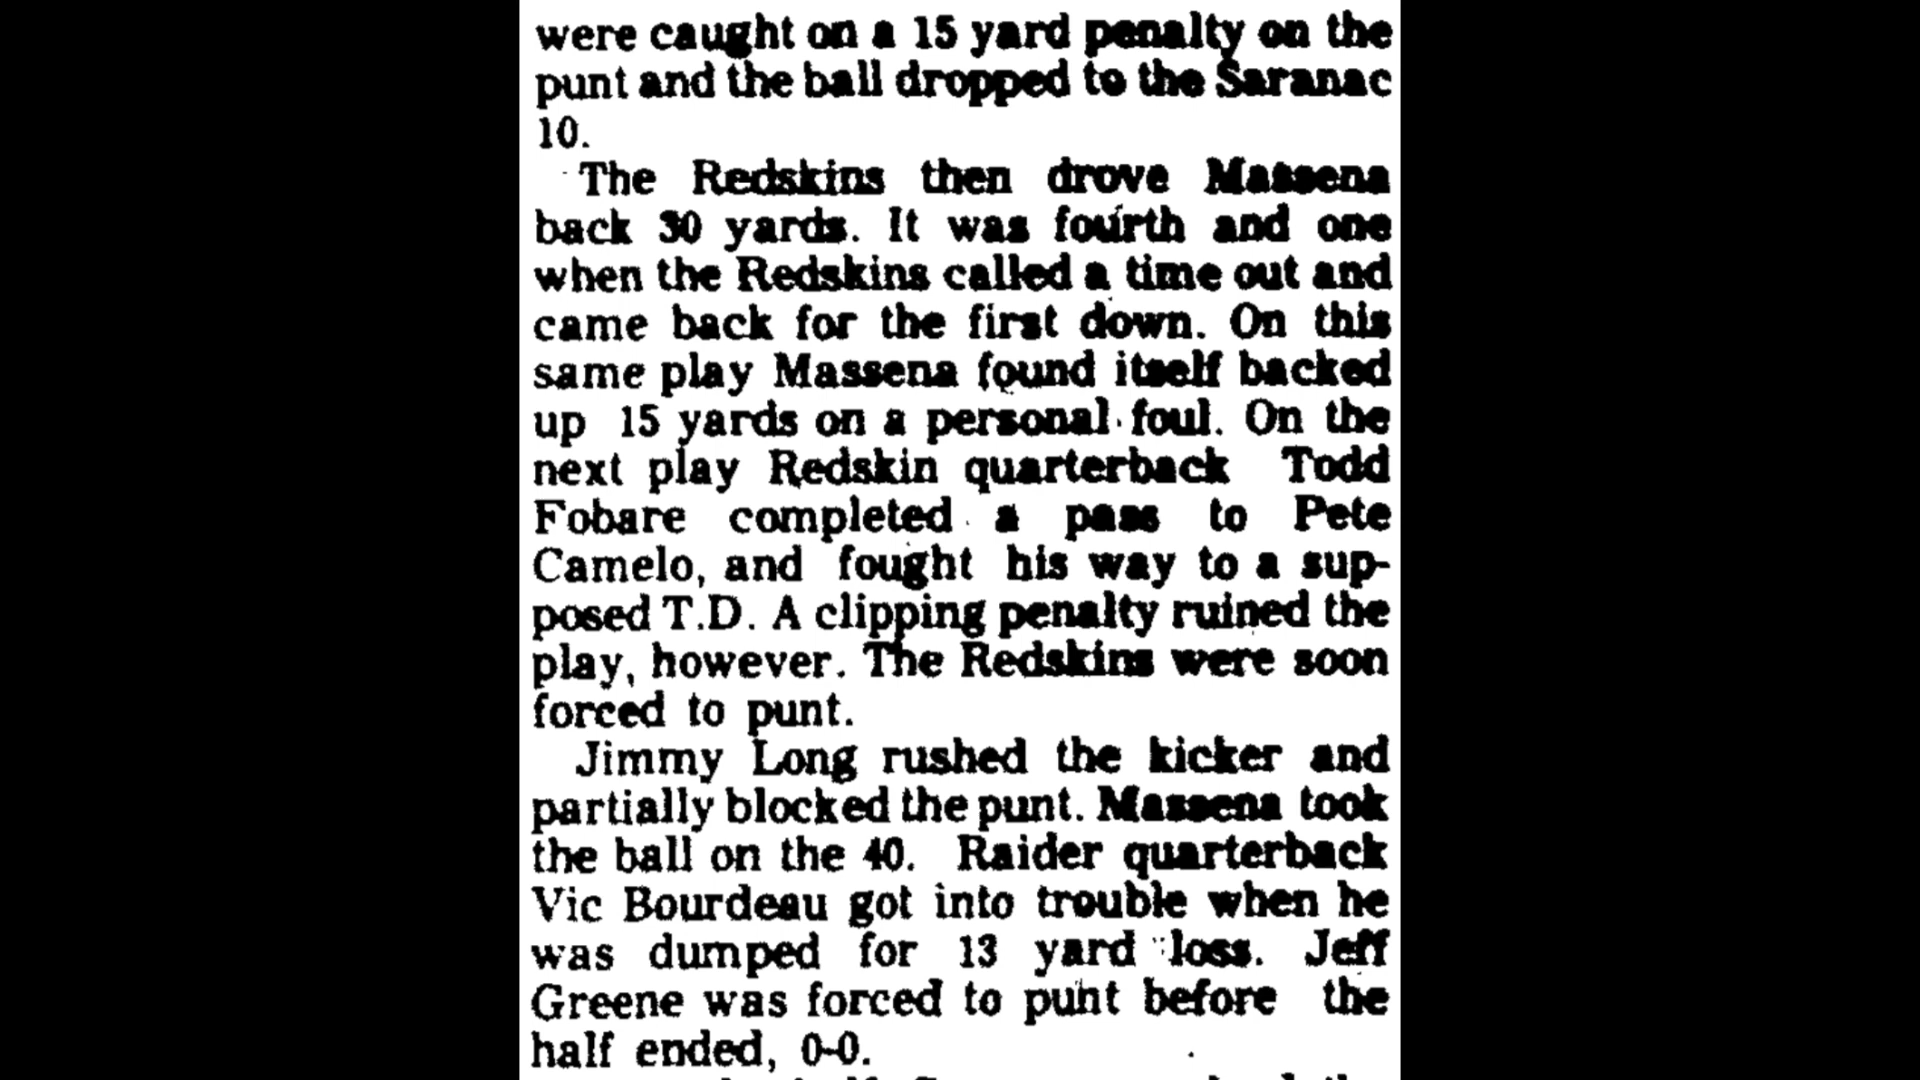 were caught on a 15 yard penalty on the
punt and the ball dropped to the Saranac
10.
The Redskins then drove Massena
back 30 yards. It was fourth and one
when the Redskins called a time out and
came back for the first down. On this
same play Massena found itself backed
up 15 yards on a personal foul. On the
next play Redskin quarterback Todd
Fobare completed a pass to Pete
Camelo, and fought his way to a sup-
posed T.D. A clipping penalty ruined the
play, however. The Redskins were soon
forced to punt.
Jimmy Long rushed the kicker and
partially blocked the punt. Massena took
the ball on the 40. Raider quarterback
Vic Bourdeau got into trouble when he
was dumped for 13 yard loss. Jeff
Greene was forced to punt before the
half ended, 0-0.